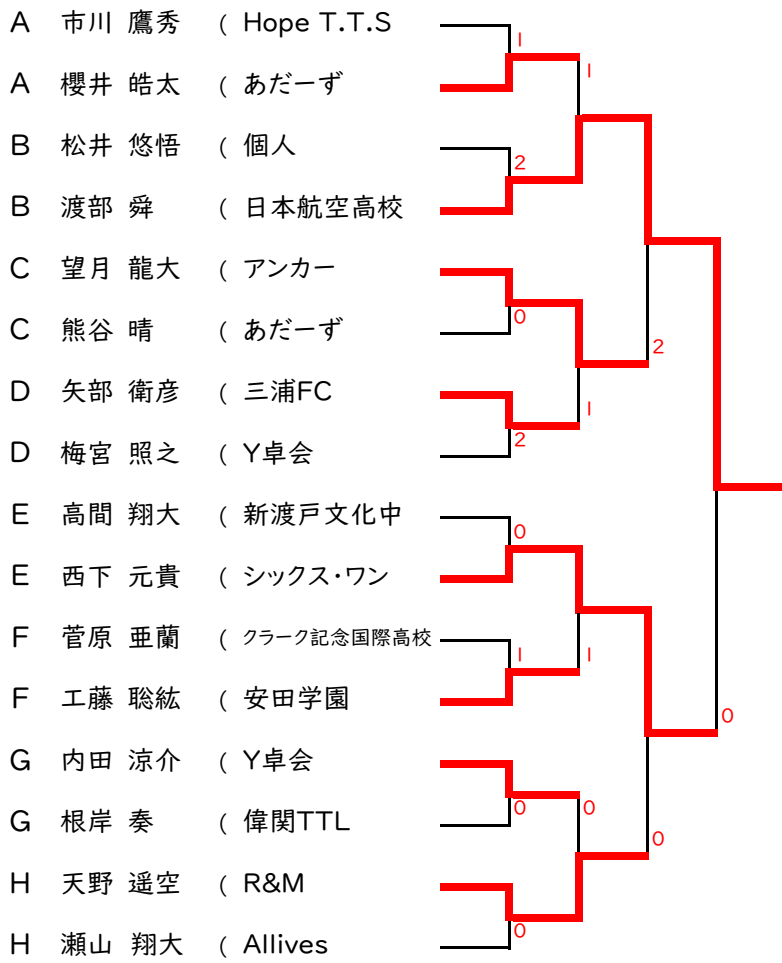 A 市川 鷹秀 ( Hope T.T.S
1
A 櫻井 皓太 ( あだーず
1
B 松井 悠悟 ( 個人
2
B 渡部 舜 ( 日本航空高校
C 望月 龍大 ( アンカー
0
C 熊谷 晴 ( あだーず
2
D 矢部 衛彦 ( 三浦FC
1
2
D 梅宮 照之 ( Y卓会
E 高間 翔大 ( 新渡戸文化中
0
E 西下 元貴 ( シックス・ワン
F 菅原 亜蘭 ( クラーク記念国際高校
1 1
F 工藤 聡紘 ( 安田学園
0
G 内田 涼介 ( Y卓会
0 0
G 根岸 奏 ( 偉関TTL
0
H 天野 遥空 ( R&M
0
H 瀬山 翔大 ( Allives